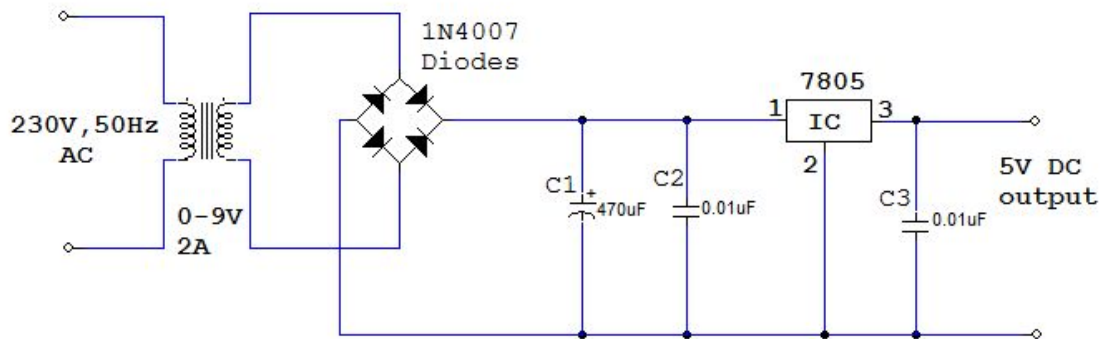 1N4007
Diodes
230V,50Hz
AC
0-9V
2A
C1
+
470uF
C2
0.01uF
7805
1
IC
3
2
C3
0.01uF
5V DC
output